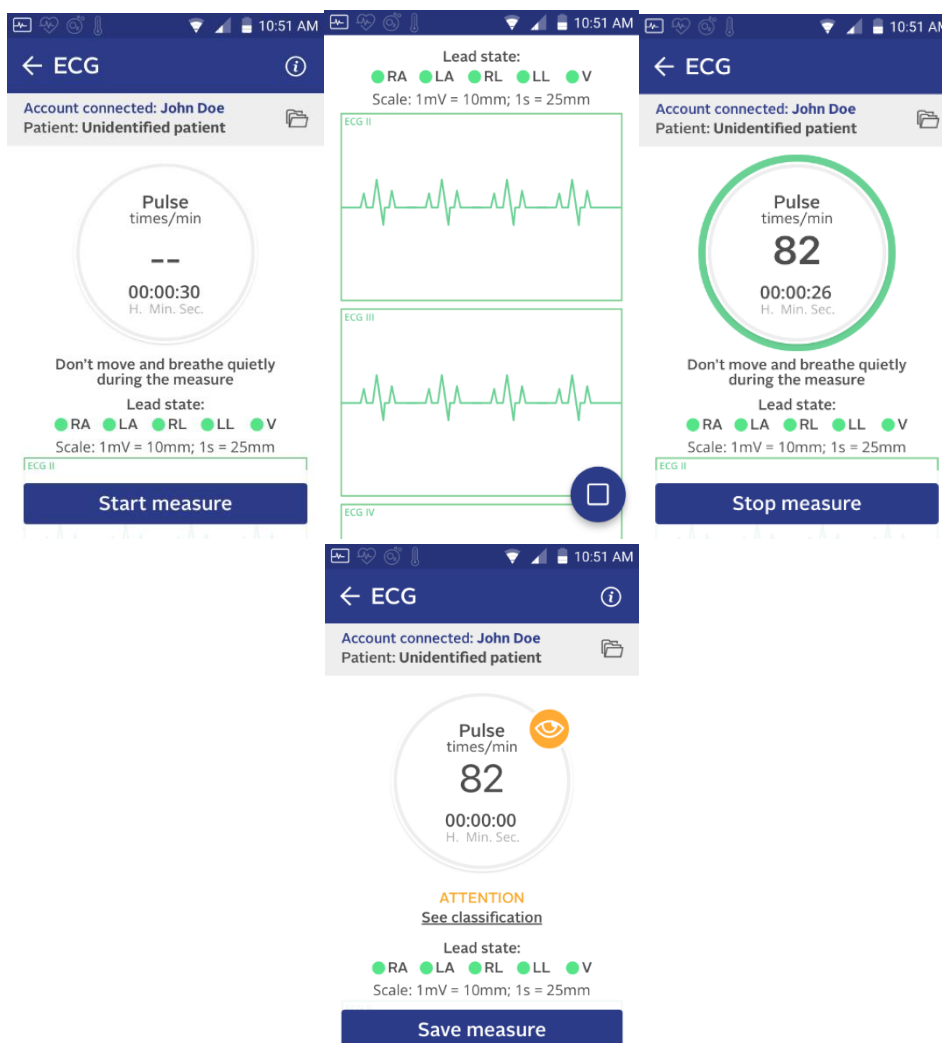 10:51 AM
ECG
Account connected: John Doe
Patient: Unidentified patient
Pulse
times/min
--
00:00:30
H. Min. Sec.
Don't move and breathe quietly
during the measure
Lead state:
RA LA RL LL V
Scale: 1mV = 10mm; 1s = 25mm
ECG II
Start measure
10:51 AM
Lead state:
RA LA RL LL V
Scale: 1mV = 10mm; 1s = 25mm
ECG II
ECG III
ECG IV
10:51 AM
ECG
Account connected: John Doe
Patient: Unidentified patient
Pulse
times/min
82
00:00:26
H. Min. Sec.
Don't move and breathe quietly
during the measure
Lead state:
RA LA RL LL V
Scale: 1mV = 10mm; 1s = 25mm
ECG II
Stop measure
10:51 AM
ECG
Account connected: John Doe
Patient: Unidentified patient
Pulse
times/min
82
00:00:00
H. Min. Sec.
ATTENTION
See classification
Lead state:
RA LA RL LL V
Scale: 1mV = 10mm; 1s = 25mm
Save measure